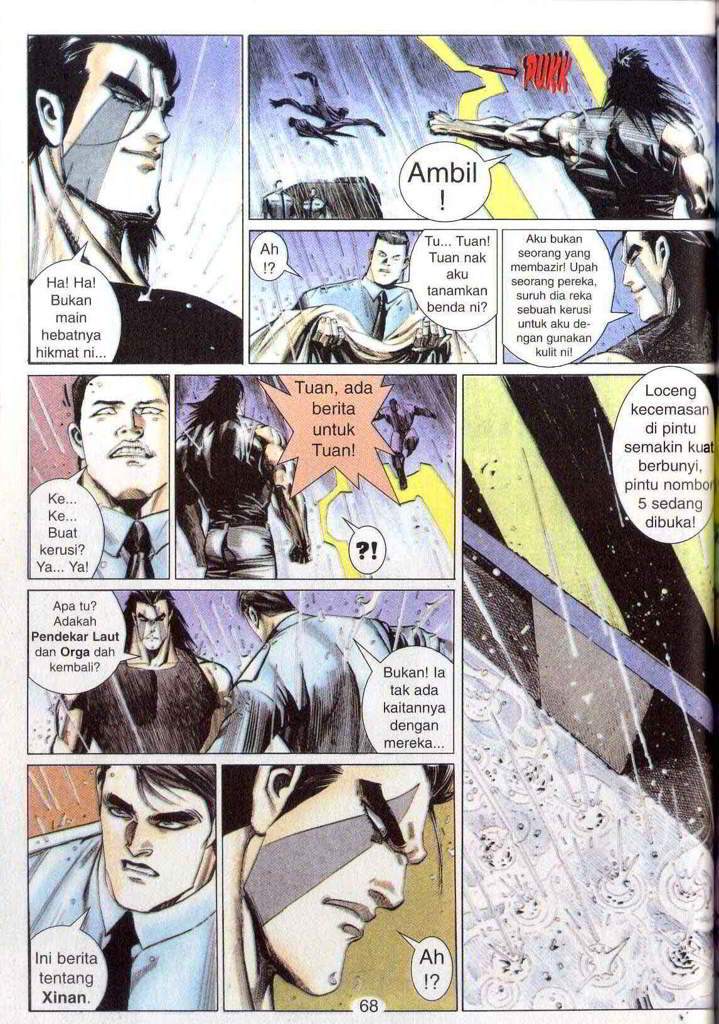 Ha! Ha!
Bukan
main
hebatnya
hikmat ni...
PUKK
Ambil
!
Ah
!?
Tu... Tuan!
Tuan nak
aku
tanamkan
benda ni?
Aku bukan
seorang yang
membazir! Upah
seorang pereka,
suruh dia reka
sebuah kerusi
untuk aku de-
ngan gunakan
kulit ni!
Ke...
Ke...
Buat
kerusi?
Ya... Ya!
Tuan, ada
berita
untuk
Tuan!
?!
Loceng
kecemasan
di pintu
semakin kuat
berbunyi,
pintu nombor
5 sedang
dibuka!
Apa tu?
Adakah
Pendekar Laut
dan Orga dah
kembali?
Bukan! Ia
tak ada
kaitannya
dengan
mereka...
Ini berita
tentang
Xinan.
Ah
!?
68